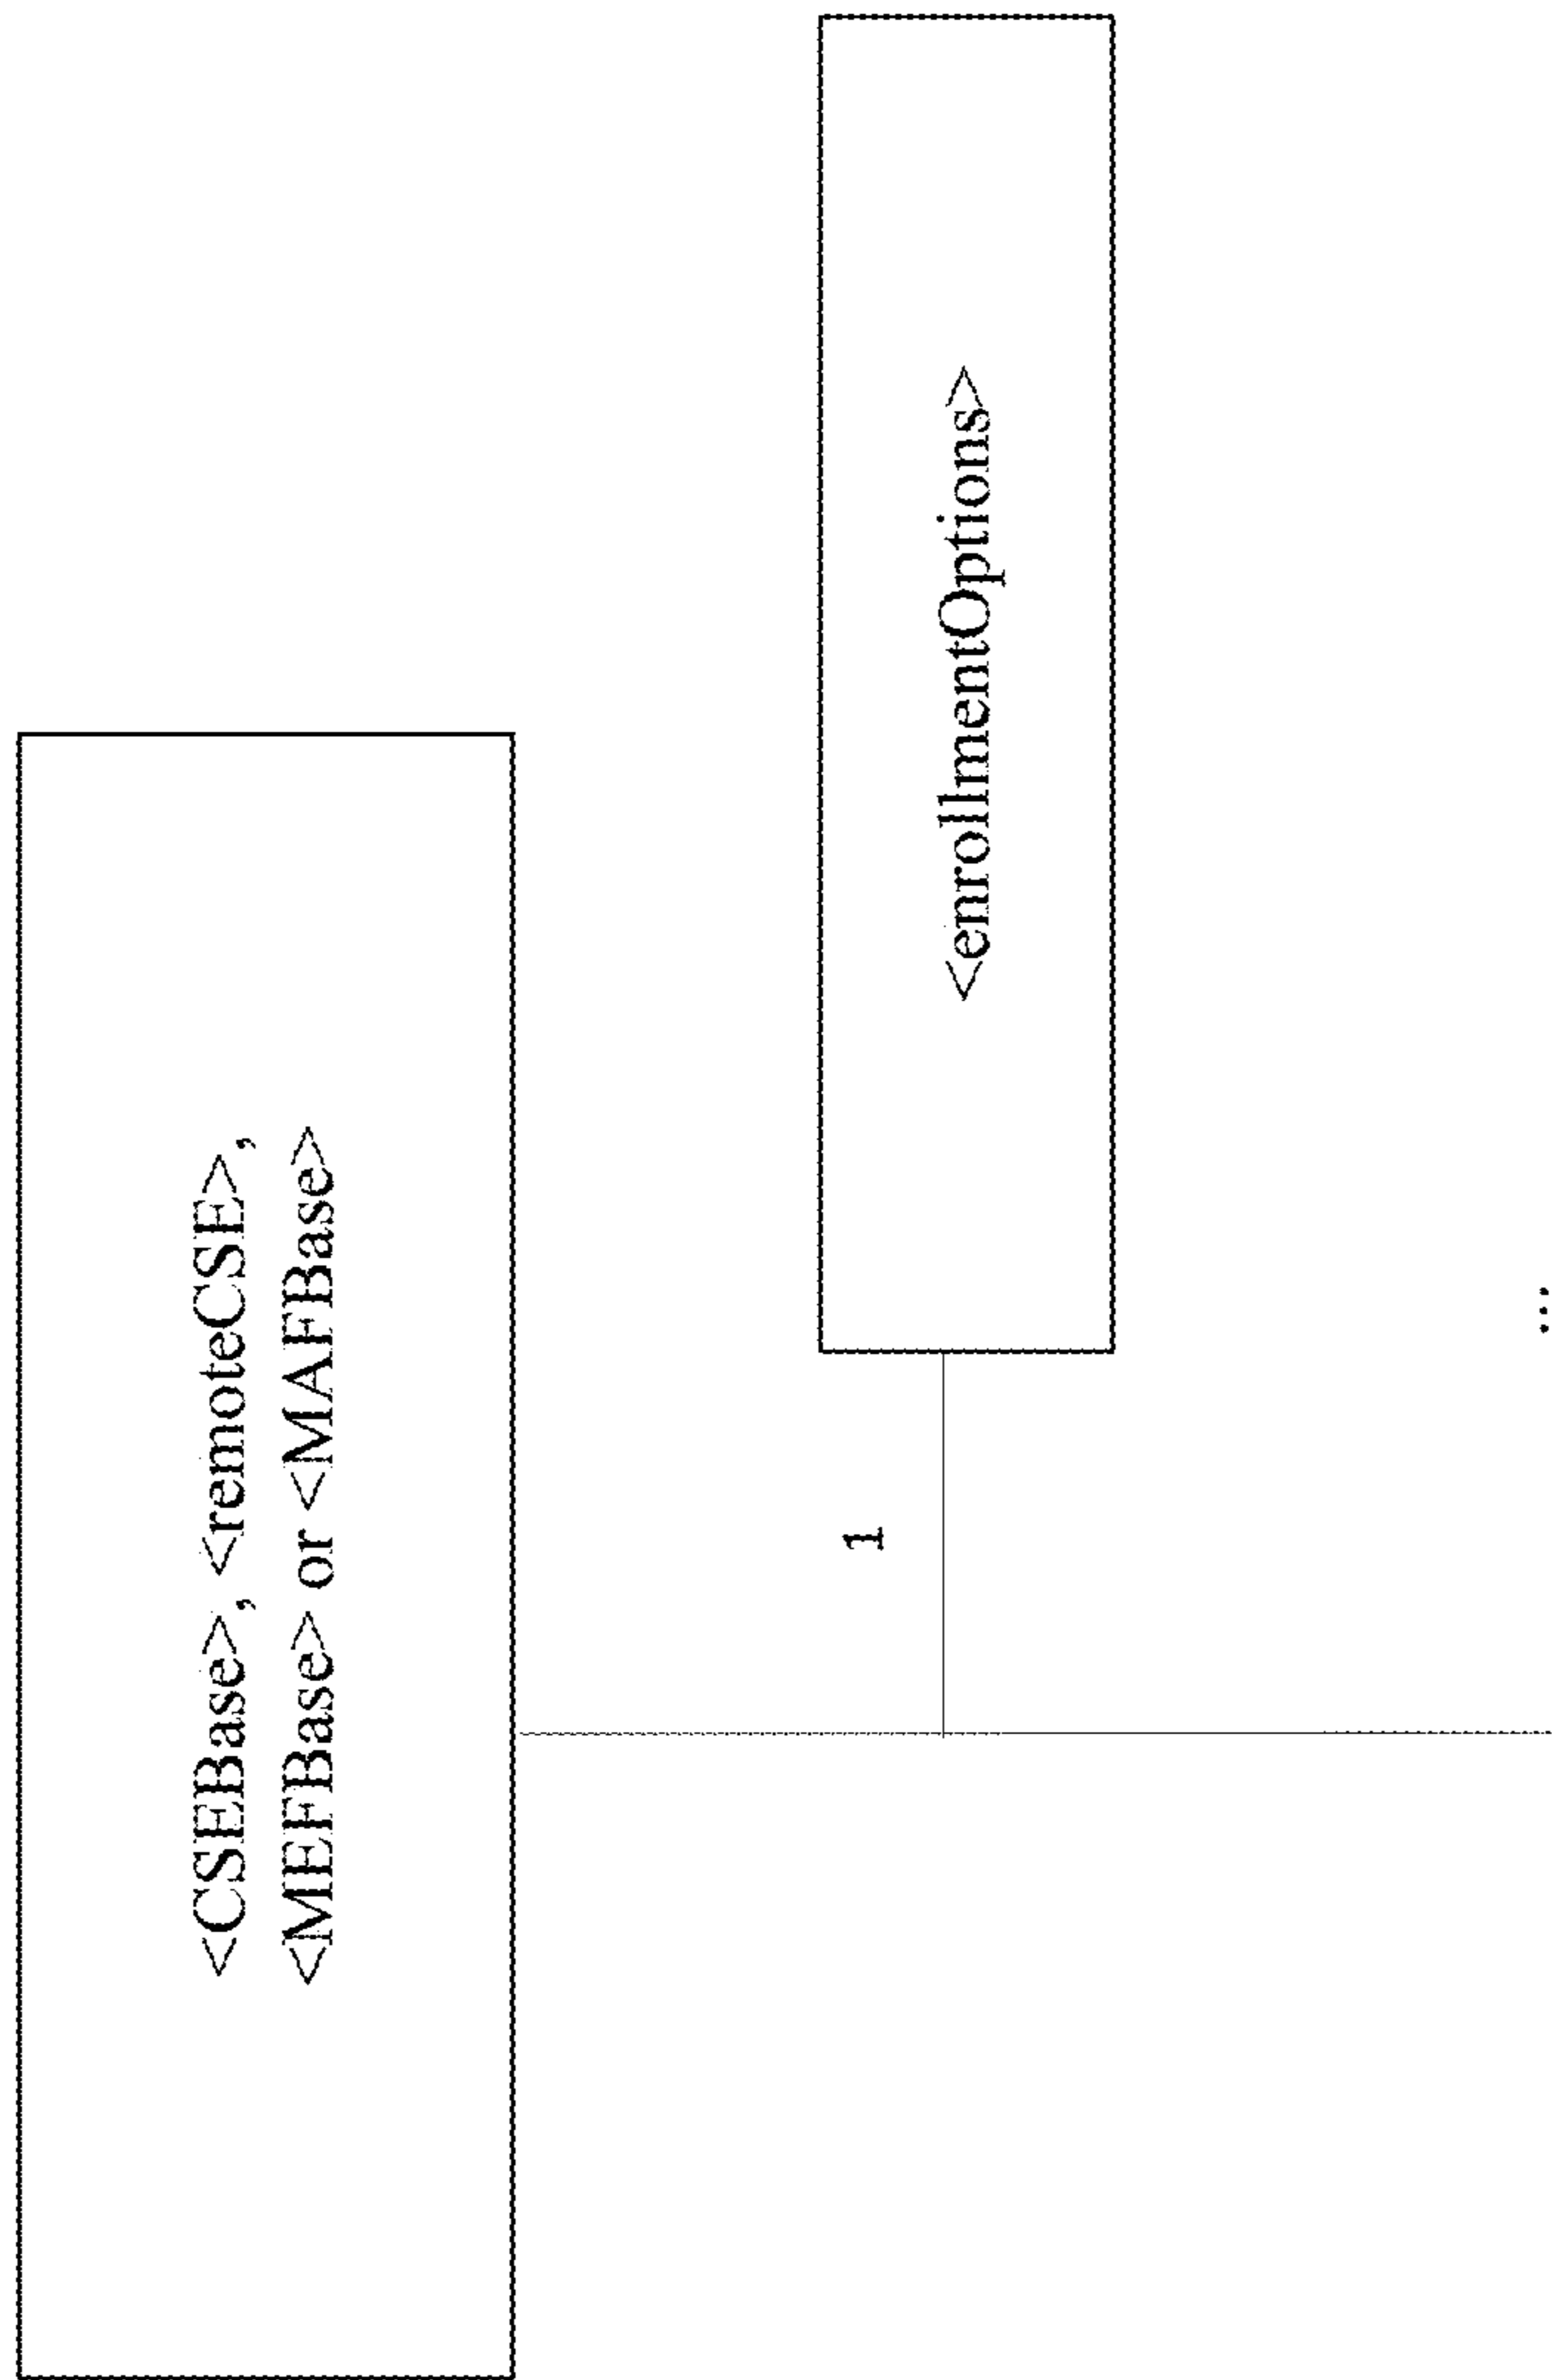 <CSEBase>, <remoteCSE>,
<MEFBase> or <MAFBase>
1
<enrollmentOptions>
...